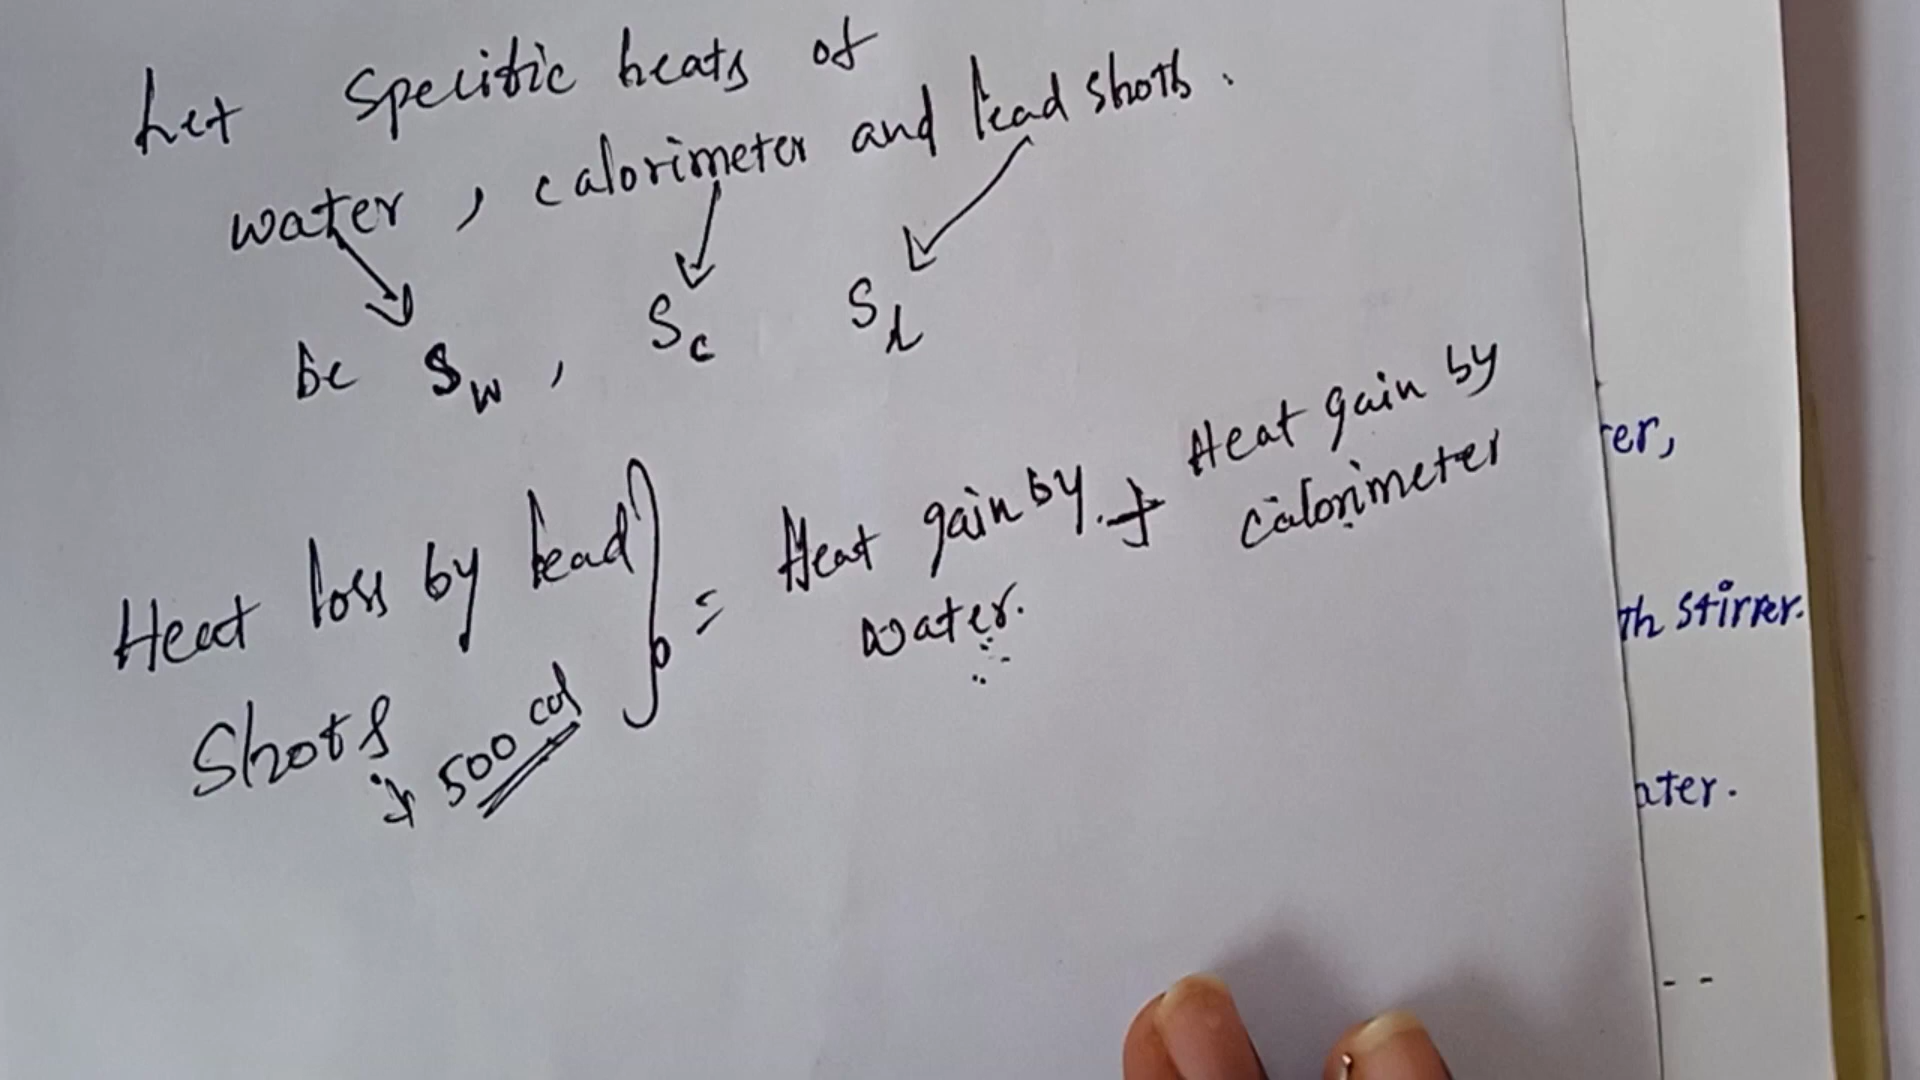 Let Specific heats of
water, calorimeter and lead shots.
be Sw, Sc Sl
Heat loss by lead Shots = Heat gain by water. + Heat gain by calorimeter
500 cal
er,
th stirrer.
ater.
- -